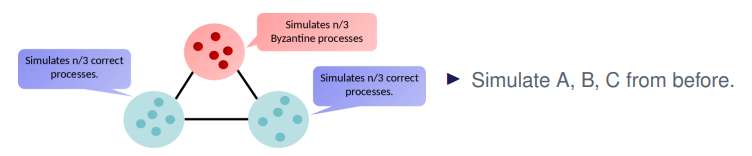 Simulates n/3
Byzantine processes
Simulates n/3 correct
processes.
Simulates n/3 correct
processes.
Simulate A, B, C from before.